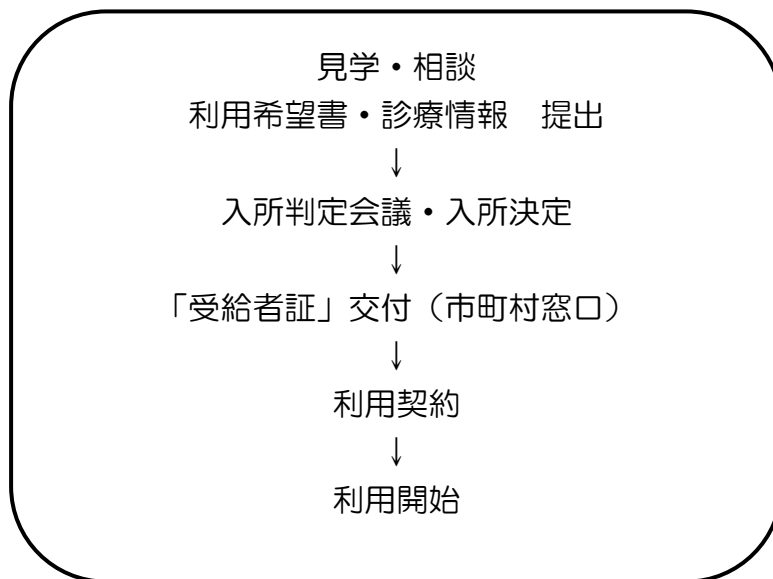 見学・相談
利用希望書・診療情報　提出
↓
入所判定会議・入所決定
↓
「受給者証」交付（市町村窓口）
↓
利用契約
↓
利用開始